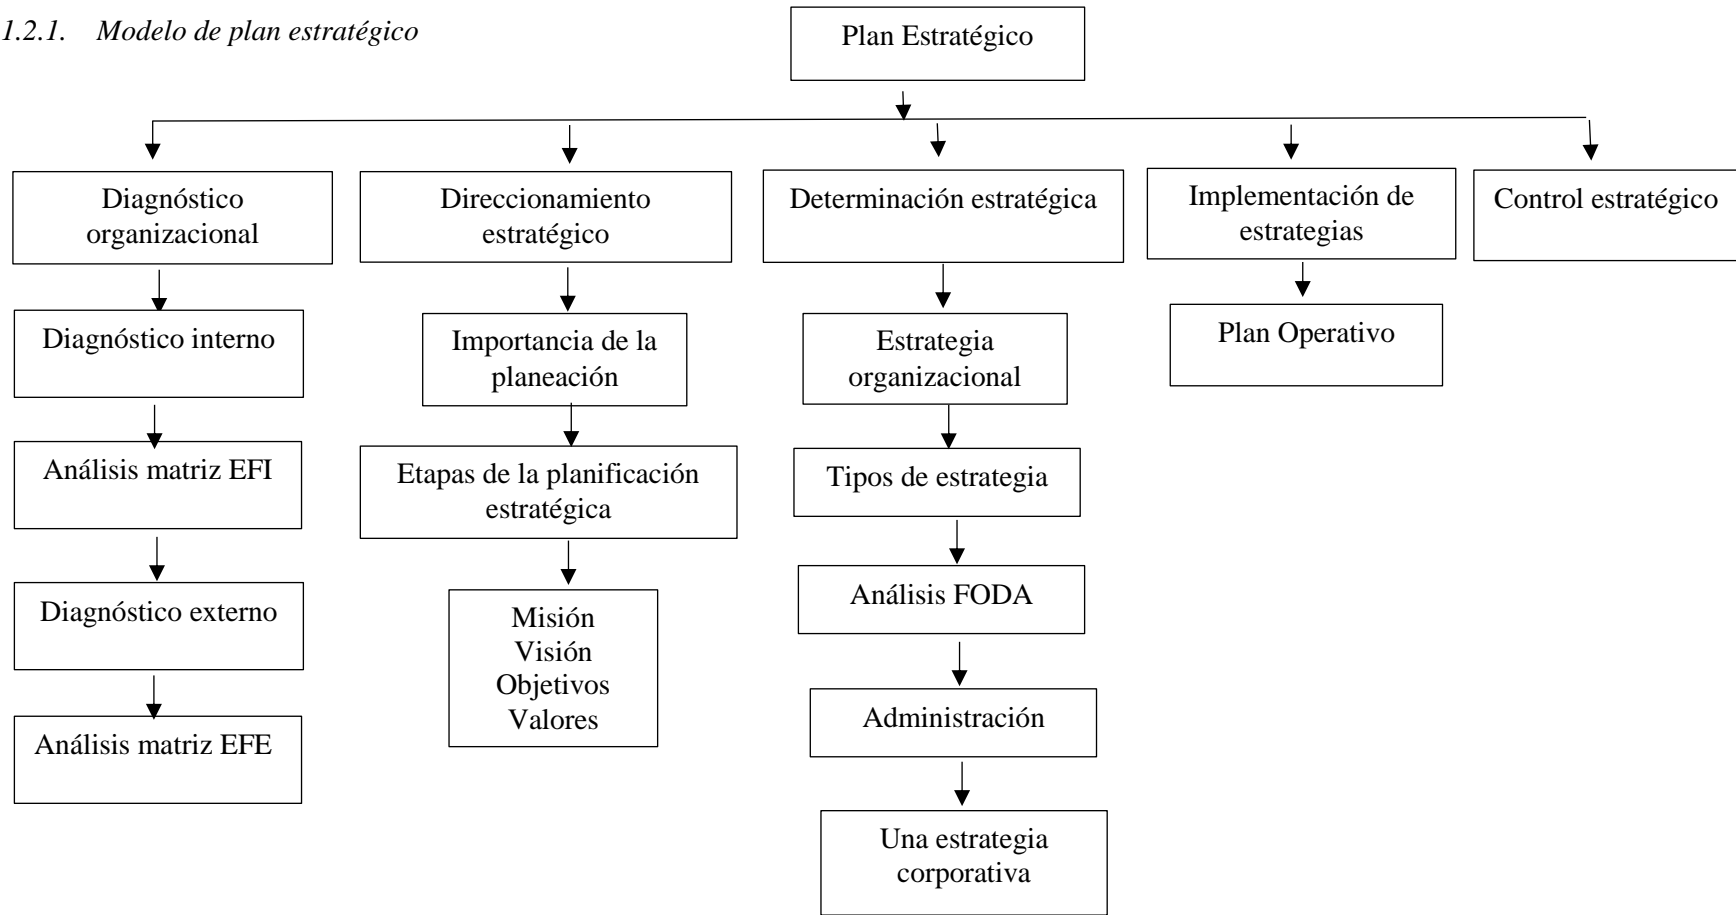 1.2.1. Modelo de plan estratégico
Plan Estratégico
Diagnóstico
organizacional
Diagnóstico interno
Análisis matriz EFI
Diagnóstico externo
Análisis matriz EFE
Direccionamiento
estratégico
Importancia de la
planeación
Etapas de la planificación
estratégica
Misión
Visión
Objetivos
Valores
Determinación estratégica
Estrategia
organizacional
Tipos de estrategia
Análisis FODA
Administración
Una estrategia
corporativa
Implementación de
estrategias
Plan Operativo
Control estratégico